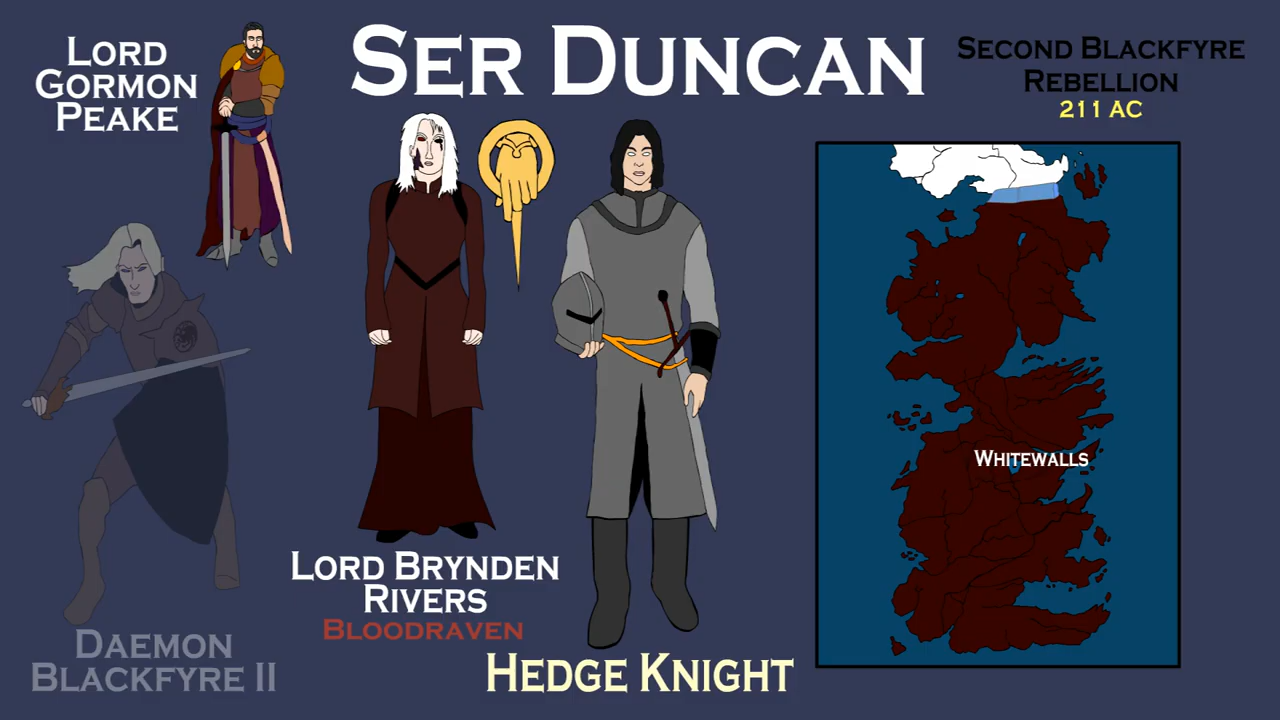 Lord
Gormon
Peake
Ser Duncan
Second Blackfyre
Rebellion
211 AC
Whitewalls
Lord Brynden
Rivers
Bloodraven
Daemon
Blackfyre II
Hedge Knight